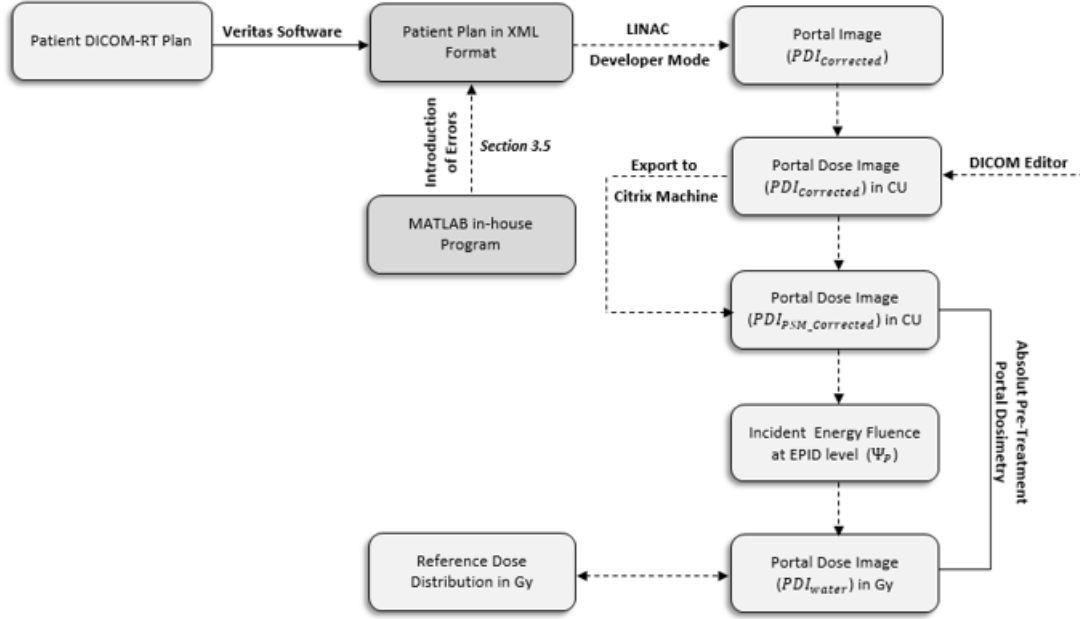 Patient DICOM-RT Plan
Veritas Software
Patient Plan in XML
Format
LINAC
Developer Mode
Portal Image
(PDI_Corrected)
Introduction
of Errors
Section 3.5
MATLAB in-house
Program
Export to
Citrix Machine
Portal Dose Image
(PDI_Corrected) in CU
DICOM Editor
Portal Dose Image
(PDI_PSM_Corrected) in CU
Absolut Pre-Treatment
Portal Dosimetry
Incident Energy Fluence
at EPID level (Ψ_P)
Reference Dose
Distribution in Gy
Portal Dose Image
(PDI_water) in Gy